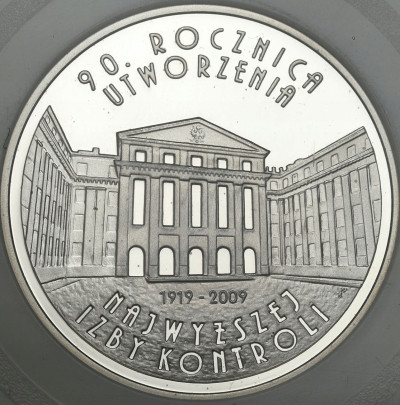 90. ROCZNICA
UTWORZENIA
1919 - 2009
NAJWYŻSZEJ
IZBY KONTROLI